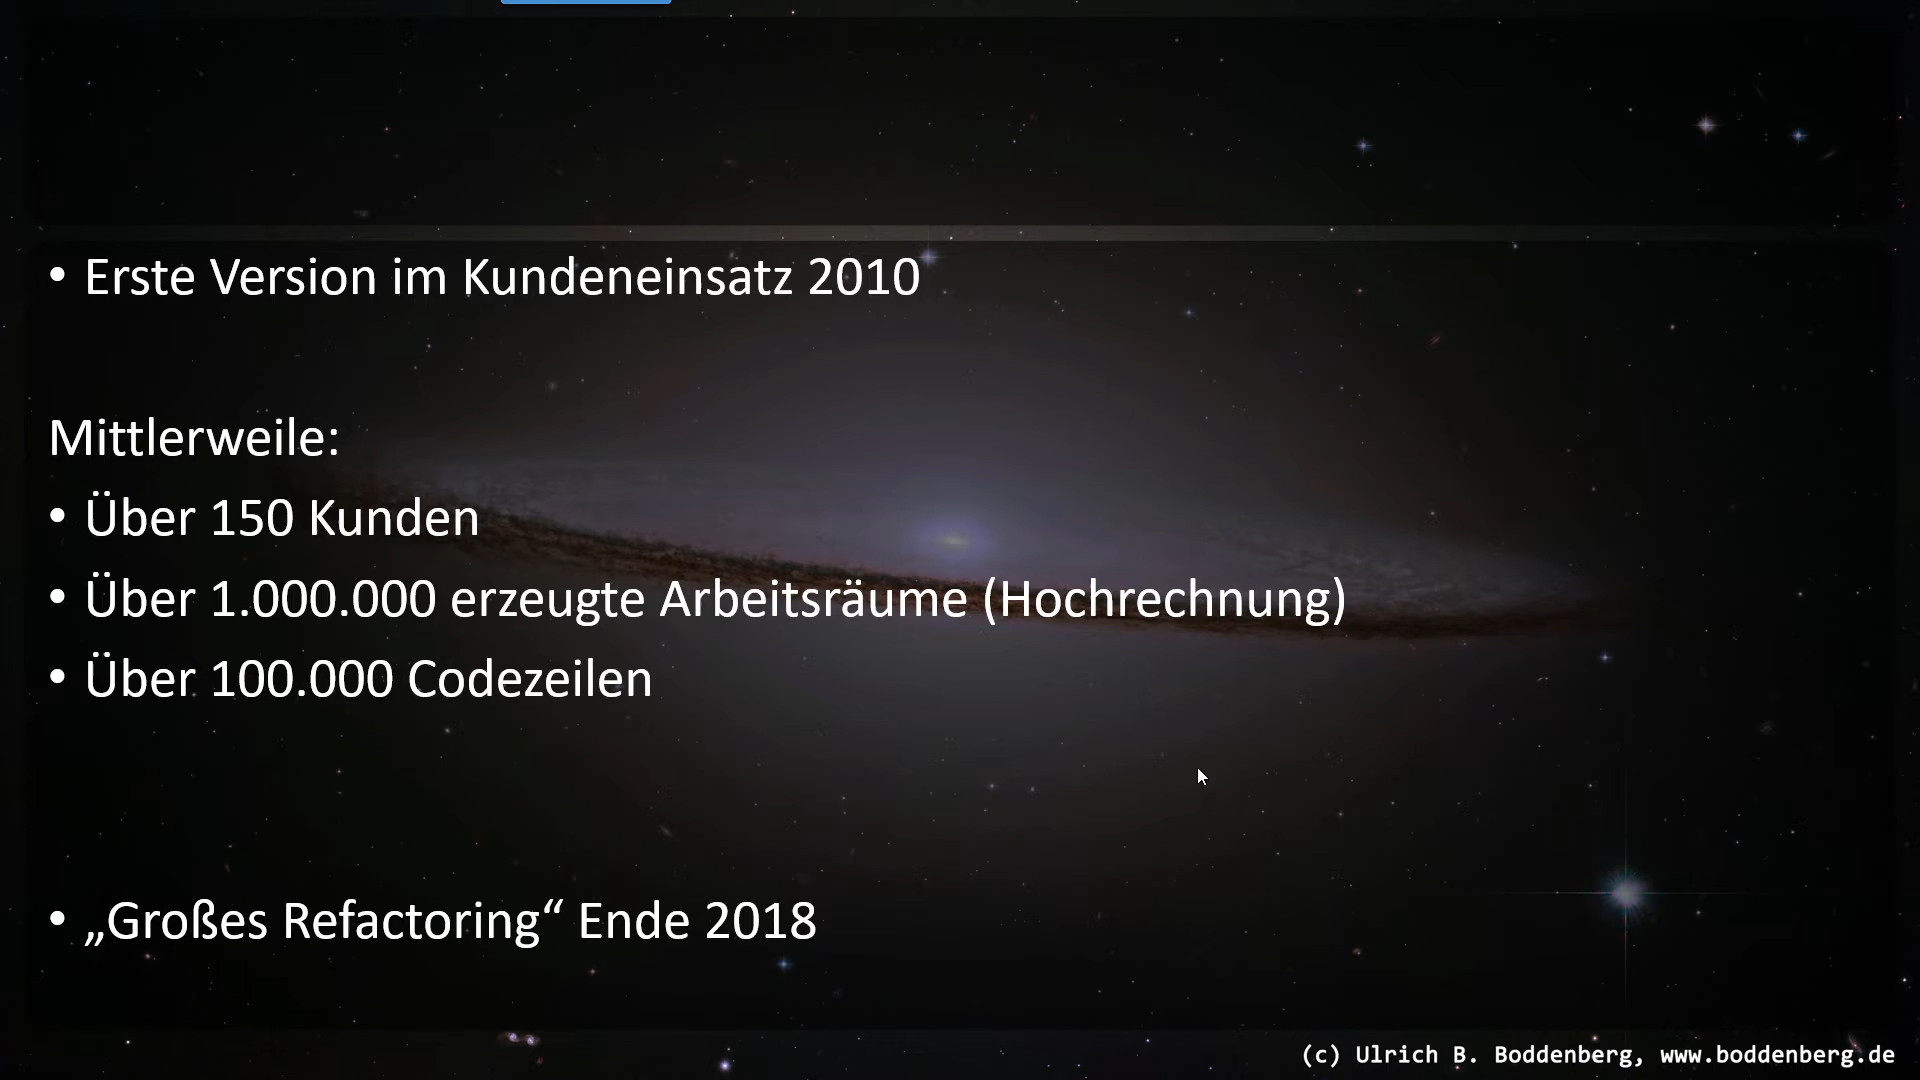 • Erste Version im Kundeneinsatz 2010
Mittlerweile:
• Über 150 Kunden
• Über 1.000.000 erzeugte Arbeitsräume (Hochrechnung)
• Über 100.000 Codezeilen
• „Großes Refactoring“ Ende 2018
(c) Ulrich B. Boddenberg, www.boddenberg.de